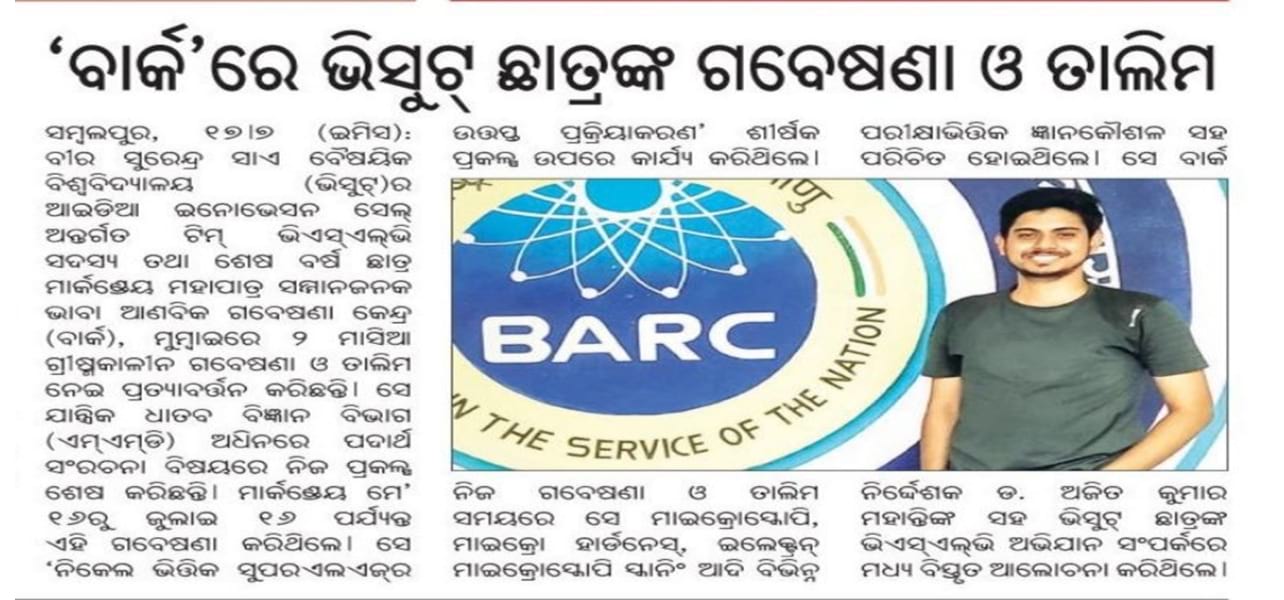 ‘ବାର୍କ’ରେ ଭିସୁଟ୍ ଛାତ୍ରଙ୍କ ଗବେଷଣା ଓ ତାଲିମ
ସମ୍ବଲପୁର, ୧୭।୭ (ଇମିସ):
ବୀର ସୁରେନ୍ଦ୍ର ସାଏ ବୈଷୟିକ
ବିଶ୍ୱବିଦ୍ୟାଳୟ (ଭିସୁଟ୍)ର
ଆଇଡିଆ ଇନୋଭେସନ ସେଲ୍
ଅନ୍ତର୍ଗତ ଟିମ୍ ଭିଏସ୍ଏଲ୍ଭି
ସଦସ୍ୟ ତଥା ଶେଷ ବର୍ଷ ଛାତ୍ର
ମାର୍କଣ୍ଡେୟ ମହାପାତ୍ର ସମ୍ମାନଜନକ
ଭାବା ଆଣବିକ ଗବେଷଣା କେନ୍ଦ୍ର
(ବାର୍କ), ମୁମ୍ବାଇରେ ୨ ମାସିଆ
ଗ୍ରୀଷ୍ମକାଳୀନ ଗବେଷଣା ଓ ତାଲିମ
ନେଇ ପ୍ରତ୍ୟାବର୍ତ୍ତନ କରିଛନ୍ତି। ସେ
ଯାନ୍ତ୍ରିକ ଧାତବ ବିଜ୍ଞାନ ବିଭାଗ
(ଏମ୍ଏମ୍ଡି) ଅଧିନରେ ପଦାର୍ଥ
ସଂରଚନା ବିଷୟରେ ନିଜ ପ୍ରକଳ୍ପ
ଶେଷ କରିଛନ୍ତି। ମାର୍କଣ୍ଡେୟ ମେ’
୧୬ରୁ ଜୁଲାଇ ୧୬ ପର୍ଯ୍ୟନ୍ତ
ଏହି ଗବେଷଣା କରିଥିଲେ। ସେ
‘ନିକେଲ ଭିତ୍ତିକ ସୁପରଏଲଏଜ୍ର
ଉତ୍ତପ୍ତ ପ୍ରକ୍ରିୟାକରଣ’ ଶୀର୍ଷକ
ପ୍ରକଳ୍ପ ଉପରେ କାର୍ଯ୍ୟ କରିଥିଲେ।
BARC
IN THE SERVICE OF THE NATION
ନିଜ ଗବେଷଣା ଓ ତାଲିମ
ସମୟରେ ସେ ମାଇକ୍ରୋସ୍କୋପି,
ମାଇକ୍ରୋ ହାର୍ଡନେସ୍, ଇଲେକ୍ଟ୍ରନ୍
ମାଇକ୍ରୋସ୍କୋପି ସ୍କାନିଂ ଆଦି ବିଭିନ୍ନ
ପରୀକ୍ଷାଭିତ୍ତିକ ଜ୍ଞାନକୌଶଳ ସହ
ପରିଚିତ ହୋଇଥିଲେ। ସେ ବାର୍କ
ନିର୍ଦ୍ଦେଶକ ଡ. ଅଜିତ କୁମାର
ମହାନ୍ତିଙ୍କ ସହ ଭିସୁଟ୍ ଛାତ୍ରଙ୍କ
ଭିଏସ୍ଏଲ୍ଭି ଅଭିଯାନ ସଂପର୍କରେ
ମଧ୍ୟ ବିସ୍ତୃତ ଆଲୋଚନା କରିଥିଲେ।